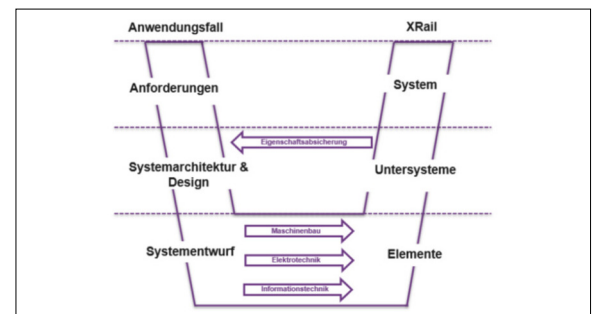 Anwendungsfall
XRail
Anforderungen
System
Eigenschaftsabsicherung
Systemarchitektur &
Design
Untersysteme
Maschinenbau
Systementwurf
Elektrotechnik
Elemente
Informationstechnik